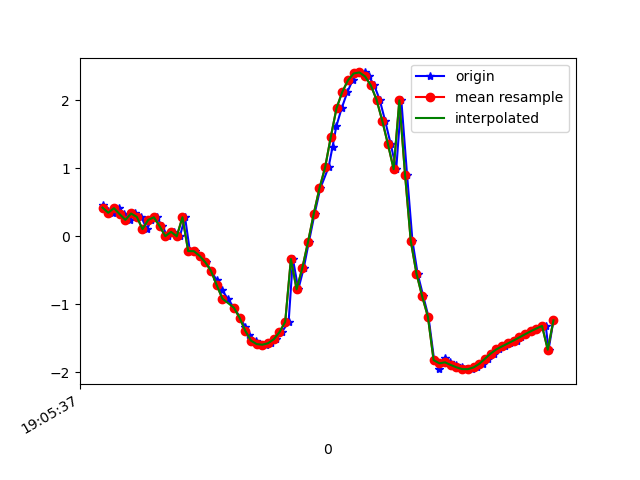 origin
mean resample
interpolated
2
1
0
−1
−2
19:05:37
0